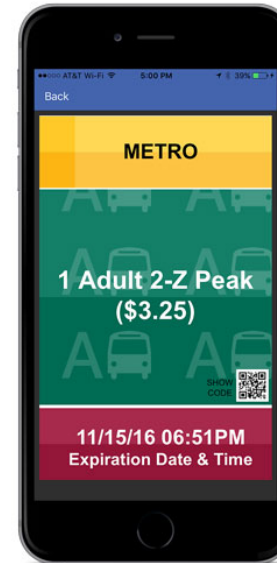 AT&T Wi-Fi 5:00 PM 39%
Back
METRO
1 Adult 2-Z Peak
($3.25)
SHOW
CODE
11/15/16 06:51PM
Expiration Date & Time